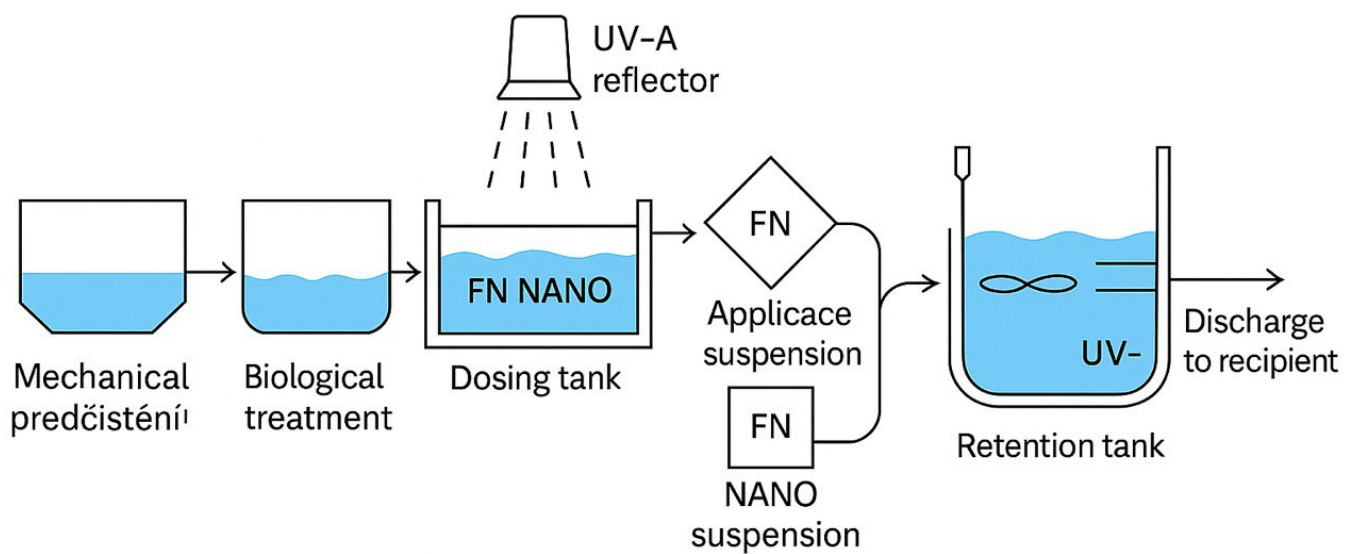 UV-A
reflector
FN NANO
FN
Mechanical
predčisténí¹
Biological
treatment
Dosing tank
Applicace
suspension
FN
NANO
suspension
UV-
Retention tank
Discharge
to recipient